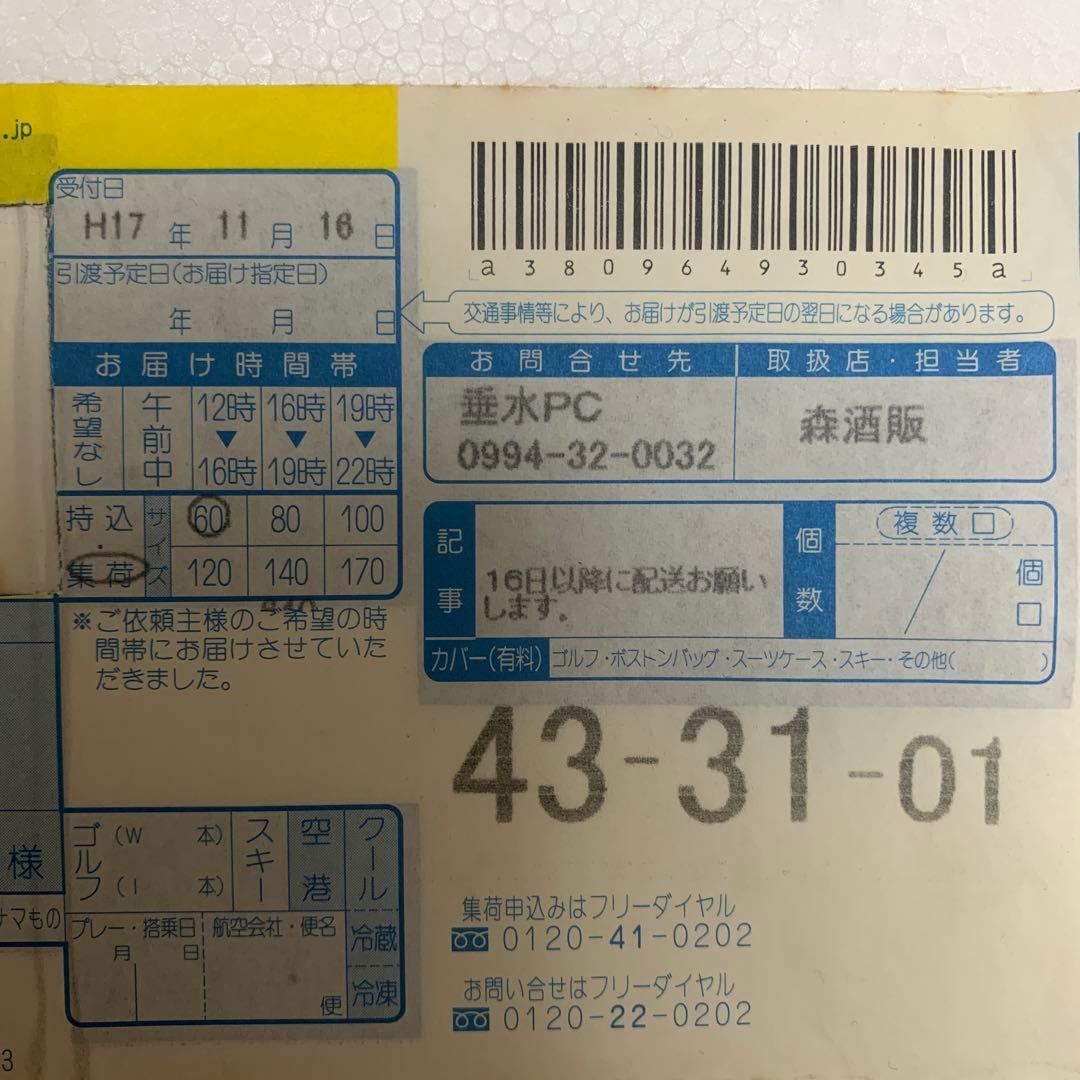 .jp
受付日
H17 年 11 月 16 日
引渡予定日(お届け指定日)
年 月 日
お届け時間帯
希望なし 午前中 12時▼16時 16時▼19時 19時▼22時
持込・集荷 サイズ 60 80 100
120 140 170
※ご依頼主様のご希望の時
間帯にお届けさせていた
だきました。
a380964930345a
交通事情等により、お届けが引渡予定日の翌日になる場合があります。
お問合せ先 取扱店・担当者
垂水PC 森酒販
0994-32-0032
記事 16日以降に配送お願い
します.
個数 複数□
/ 個
□
カバー(有料) ゴルフ・ボストンバッグ・スーツケース・スキー・その他( )
43-31-01
様
ナマもの
ゴルフ (W 本)
(I 本)
スキー 空港 クール
プレー・搭乗日 航空会社・便名 冷蔵
月 日
便 冷凍
集荷申込みはフリーダイヤル
0120-41-0202
お問い合せはフリーダイヤル
0120-22-0202
3